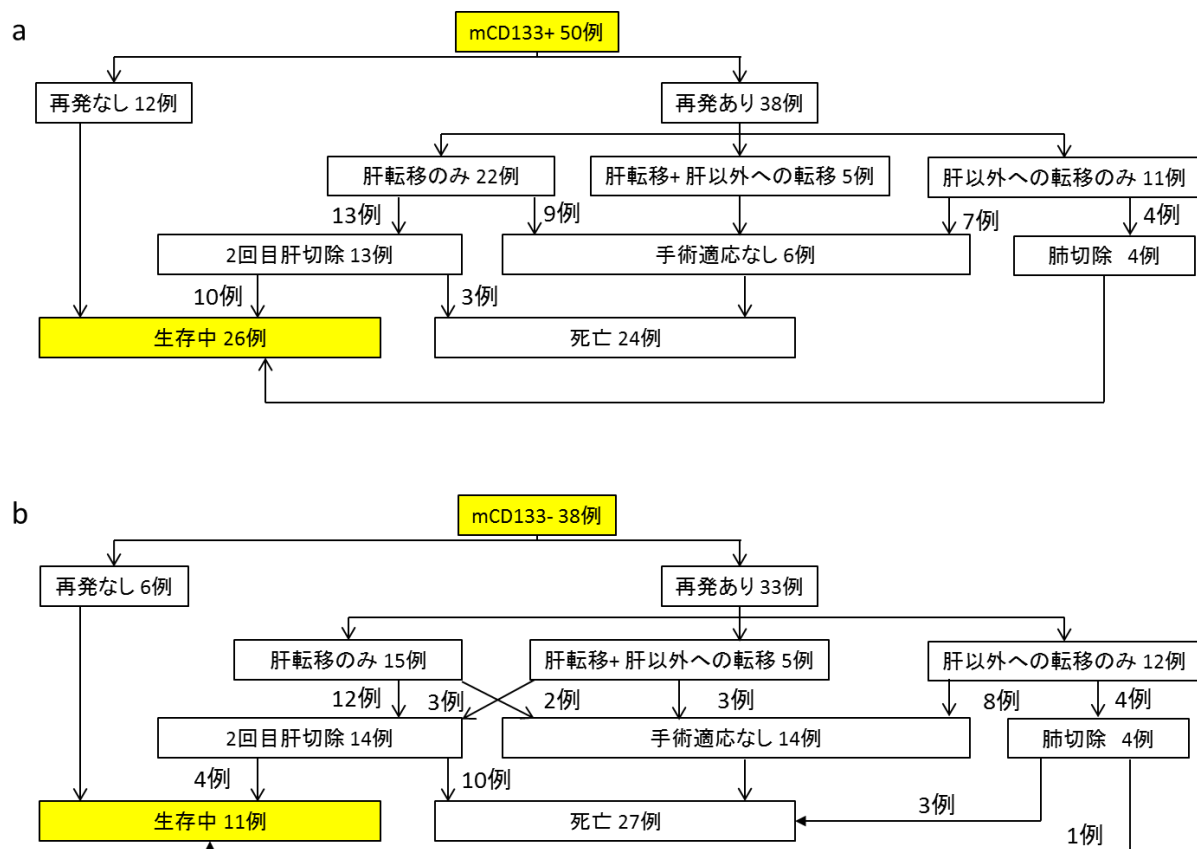 a
mCD133+ 50例
再発なし 12例
再発あり 38例
肝転移のみ 22例
肝転移+ 肝以外への転移 5例
肝以外への転移のみ 11例
13例
9例
7例
4例
2回目肝切除 13例
手術適応なし 6例
肺切除 4例
10例
3例
生存中 26例
死亡 24例
b
mCD133- 38例
再発なし 6例
再発あり 33例
肝転移のみ 15例
肝転移+ 肝以外への転移 5例
肝以外への転移のみ 12例
12例
3例
2例
3例
8例
4例
2回目肝切除 14例
手術適応なし 14例
肺切除 4例
4例
10例
3例
1例
生存中 11例
死亡 27例